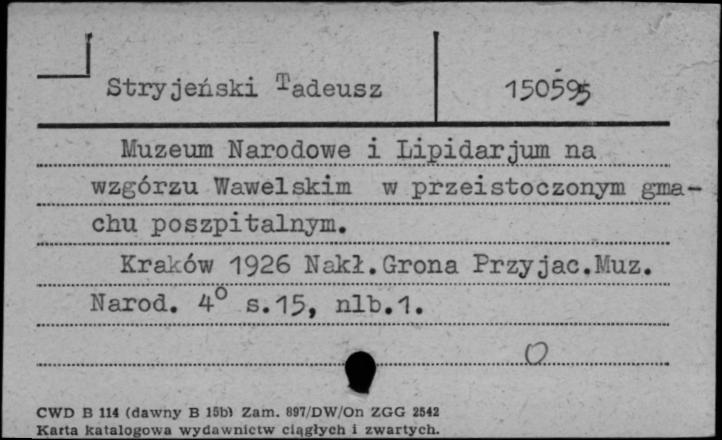 Stryjeński Tadeusz 150595
Muzeum Narodowe i Lipidarjum na
wzgórzu Wawelskim w przeistoczonym gma-
chu poszpitalnym.
Kraków 1926 Nakł.Grona Przyjac.Muz.
Narod. 4° s.15, nlb.1.
O
CWD B 114 (dawny B 15b) Zam. 897/DW/On ZGG 2542
Karta katalogowa wydawnictw ciągłych i zwartych.